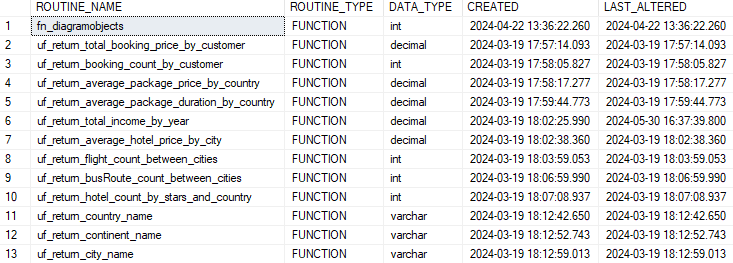 ROUTINE_NAME ROUTINE_TYPE DATA_TYPE CREATED LAST_ALTERED
1 fn_diagramobjects FUNCTION int 2024-04-22 13:36:22.260 2024-04-22 13:36:22.260
2 uf_return_total_booking_price_by_customer FUNCTION decimal 2024-03-19 17:57:14.093 2024-03-19 17:57:14.093
3 uf_return_booking_count_by_customer FUNCTION int 2024-03-19 17:58:05.827 2024-03-19 17:58:05.827
4 uf_return_average_package_price_by_country FUNCTION decimal 2024-03-19 17:58:17.277 2024-03-19 17:58:17.277
5 uf_return_average_package_duration_by_country FUNCTION decimal 2024-03-19 17:59:44.773 2024-03-19 17:59:44.773
6 uf_return_total_income_by_year FUNCTION decimal 2024-03-19 18:02:25.990 2024-05-30 16:37:39.800
7 uf_return_average_hotel_price_by_city FUNCTION decimal 2024-03-19 18:02:38.360 2024-03-19 18:02:38.360
8 uf_return_flight_count_between_cities FUNCTION int 2024-03-19 18:03:59.053 2024-03-19 18:03:59.053
9 uf_return_busRoute_count_between_cities FUNCTION int 2024-03-19 18:06:59.990 2024-03-19 18:06:59.990
10 uf_return_hotel_count_by_stars_and_country FUNCTION int 2024-03-19 18:07:08.937 2024-03-19 18:07:08.937
11 uf_return_country_name FUNCTION varchar 2024-03-19 18:12:42.650 2024-03-19 18:12:42.650
12 uf_return_continent_name FUNCTION varchar 2024-03-19 18:12:52.743 2024-03-19 18:12:52.743
13 uf_return_city_name FUNCTION varchar 2024-03-19 18:12:59.013 2024-03-19 18:12:59.013